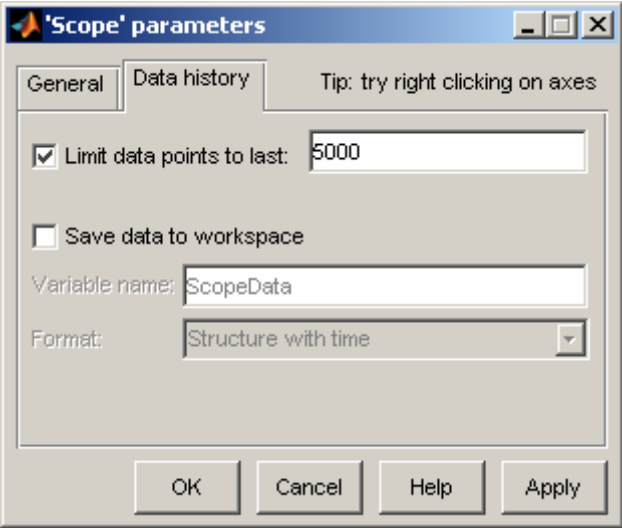 'Scope' parameters
General Data history Tip: try right clicking on axes
Limit data points to last: 5000
Save data to workspace
Variable name: ScopeData
Format: Structure with time
OK Cancel Help Apply